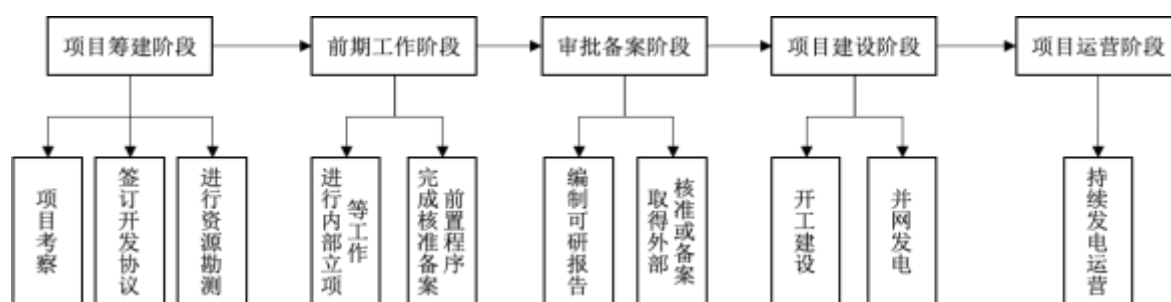 项目筹建阶段
前期工作阶段
审批备案阶段
项目建设阶段
项目运营阶段
项目考察
签订开发协议
进行资源勘测
进行内部立项
等工作
完成核准备案
前置程序
编制可研报告
取得外部
核准或备案
开工建设
并网发电
持续发电运营